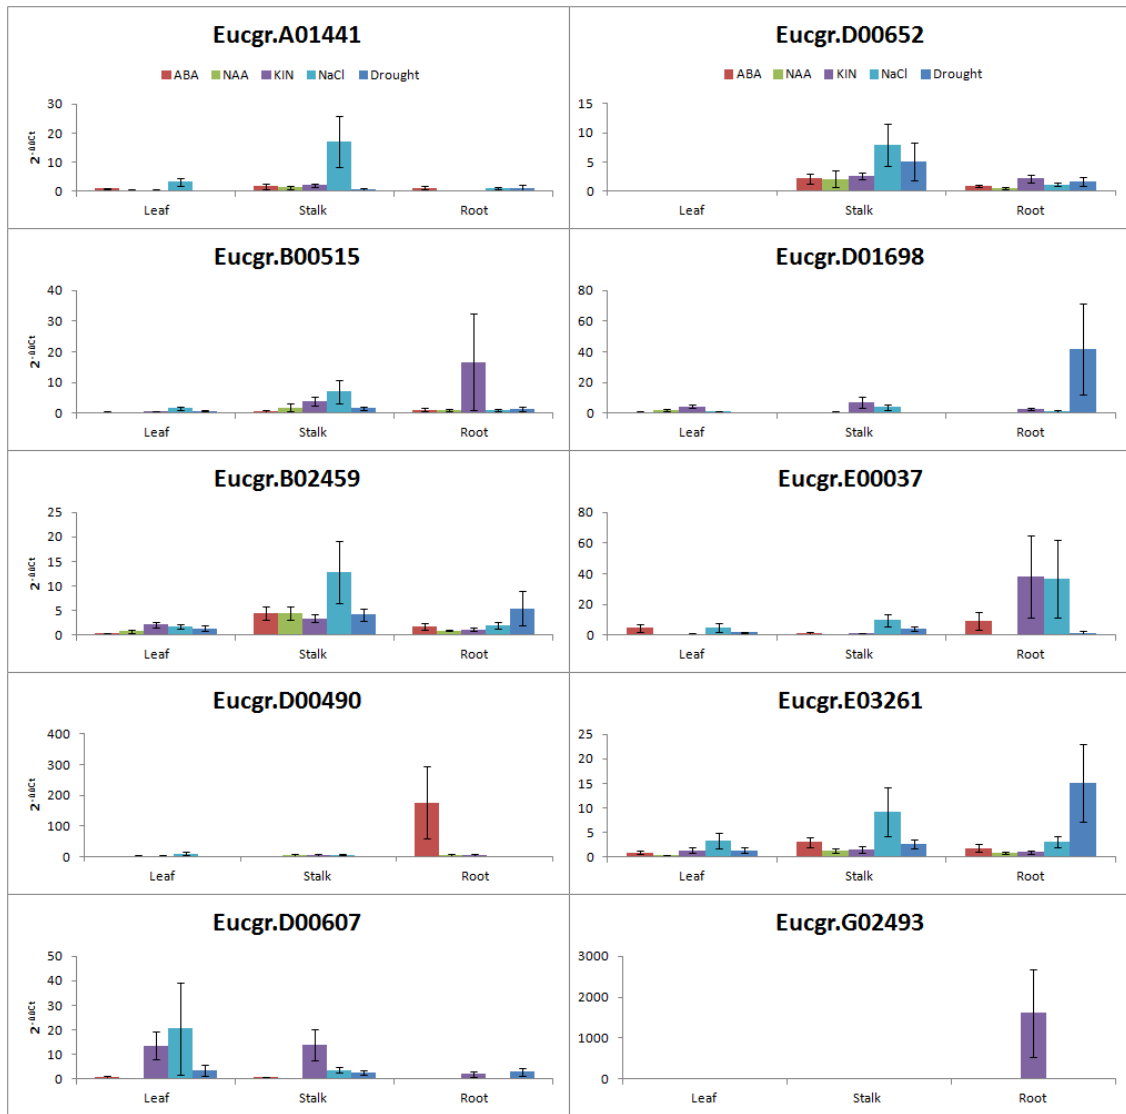 Eucgr.A01441
ABA NAA KIN NaCl Drought
2^-ûûCt
30
20
10
0
Leaf Stalk Root
Eucgr.D00652
ABA NAA KIN NaCl Drought
15
10
5
0
Leaf Stalk Root
Eucgr.B00515
2^-ûûCt
40
30
20
10
0
Leaf Stalk Root
Eucgr.D01698
80
60
40
20
0
Leaf Stalk Root
Eucgr.B02459
2^-ûûCt
25
20
15
10
5
0
Leaf Stalk Root
Eucgr.E00037
80
60
40
20
0
Leaf Stalk Root
Eucgr.D00490
2^-ûûCt
400
300
200
100
0
Leaf Stalk Root
Eucgr.E03261
25
20
15
10
5
0
Leaf Stalk Root
Eucgr.D00607
2^-ûûCt
50
40
30
20
10
0
Leaf Stalk Root
Eucgr.G02493
3000
2000
1000
0
Leaf Stalk Root